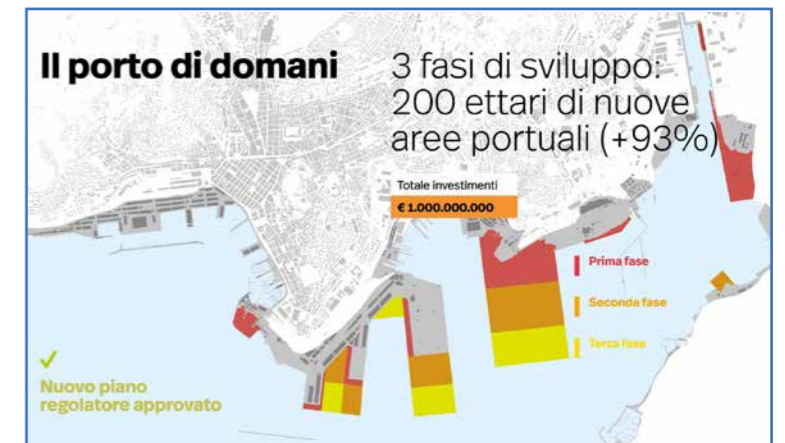 Il porto di domani
3 fasi di sviluppo:
200 ettari di nuove
aree portuali (+93%)
Totale investimenti
€ 1.000.000.000
Prima fase
Seconda fase
Terza fase
✓
Nuovo piano
regolatore approvato